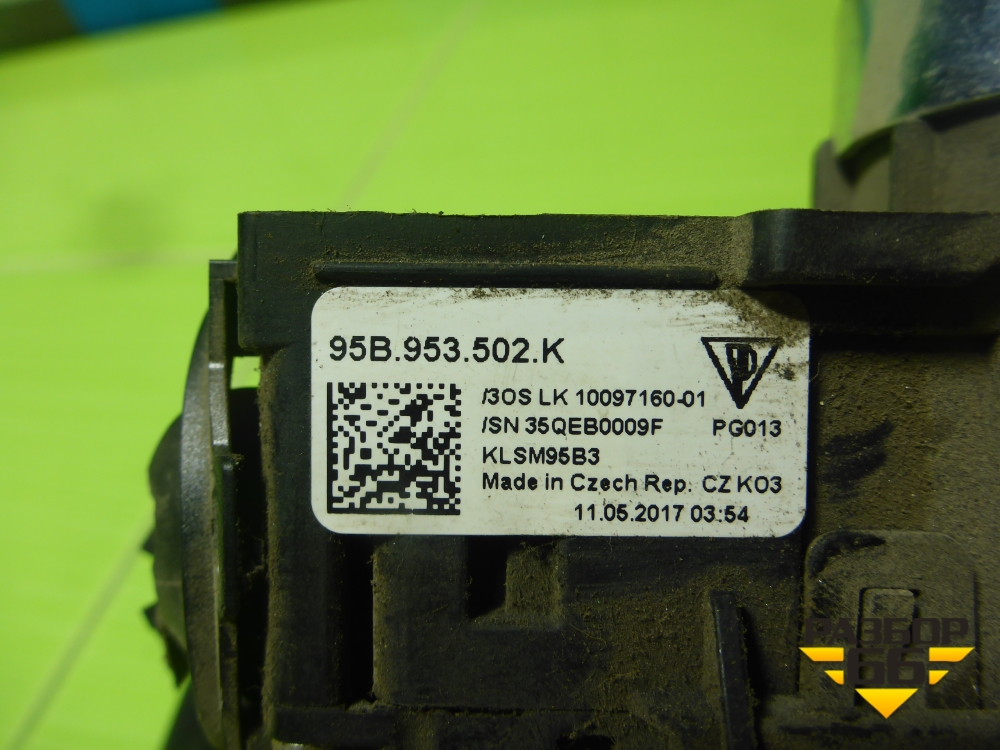 95B.953.502.K
/3OS LK 10097160-01
/SN 35QEB0009F PG013
KLSM95B3
Made in Czech Rep. CZ KO3
11.05.2017 03:54
РАЗБОР
66